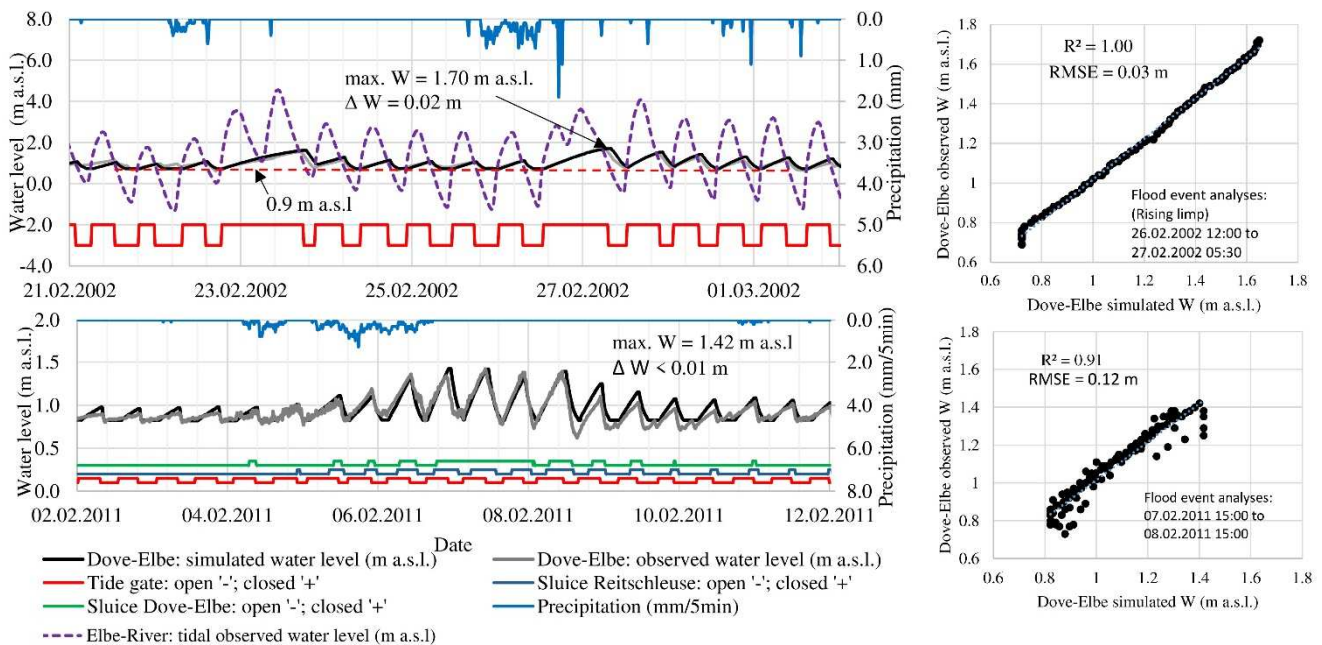 8.0
6.0
4.0
2.0
0.0
-2.0
-4.0
Water level (m a.s.l.)
max. W = 1.70 m a.s.l.
Δ W = 0.02 m
0.9 m a.s.l
0.0
1.0
2.0
3.0
4.0
5.0
6.0
Precipitation (mm)
21.02.2002 23.02.2002 25.02.2002 27.02.2002 01.03.2002
1.8
1.6
1.4
1.2
1
0.8
0.6
Dove-Elbe observed W (m a.s.l.)
R² = 1.00
RMSE = 0.03 m
Flood event analyses:
(Rising limp)
26.02.2002 12:00 to
27.02.2002 05:30
0.6 0.8 1 1.2 1.4 1.6 1.8
Dove-Elbe simulated W (m a.s.l.)
2.0
1.5
1.0
0.5
0.0
Water level (m a.s.l.)
max. W = 1.42 m a.s.l
Δ W < 0.01 m
0.0
2.0
4.0
6.0
8.0
Precipitation (mm/5min)
02.02.2011 04.02.2011 06.02.2011 08.02.2011 10.02.2011 12.02.2011
Date
1.8
1.6
1.4
1.2
1
0.8
0.6
Dove-Elbe observed W (m a.s.l.)
R² = 0.91
RMSE = 0.12 m
Flood event analyses:
07.02.2011 15:00 to
08.02.2011 15:00
0.6 0.8 1 1.2 1.4 1.6 1.8
Dove-Elbe simulated W (m a.s.l.)
Dove-Elbe: simulated water level (m a.s.l.)
Dove-Elbe: observed water level (m a.s.l.)
Tide gate: open '-'; closed '+'
Sluice Reitschleuse: open '-'; closed '+'
Sluice Dove-Elbe: open '-'; closed '+'
Precipitation (mm/5min)
Elbe-River: tidal observed water level (m a.s.l)